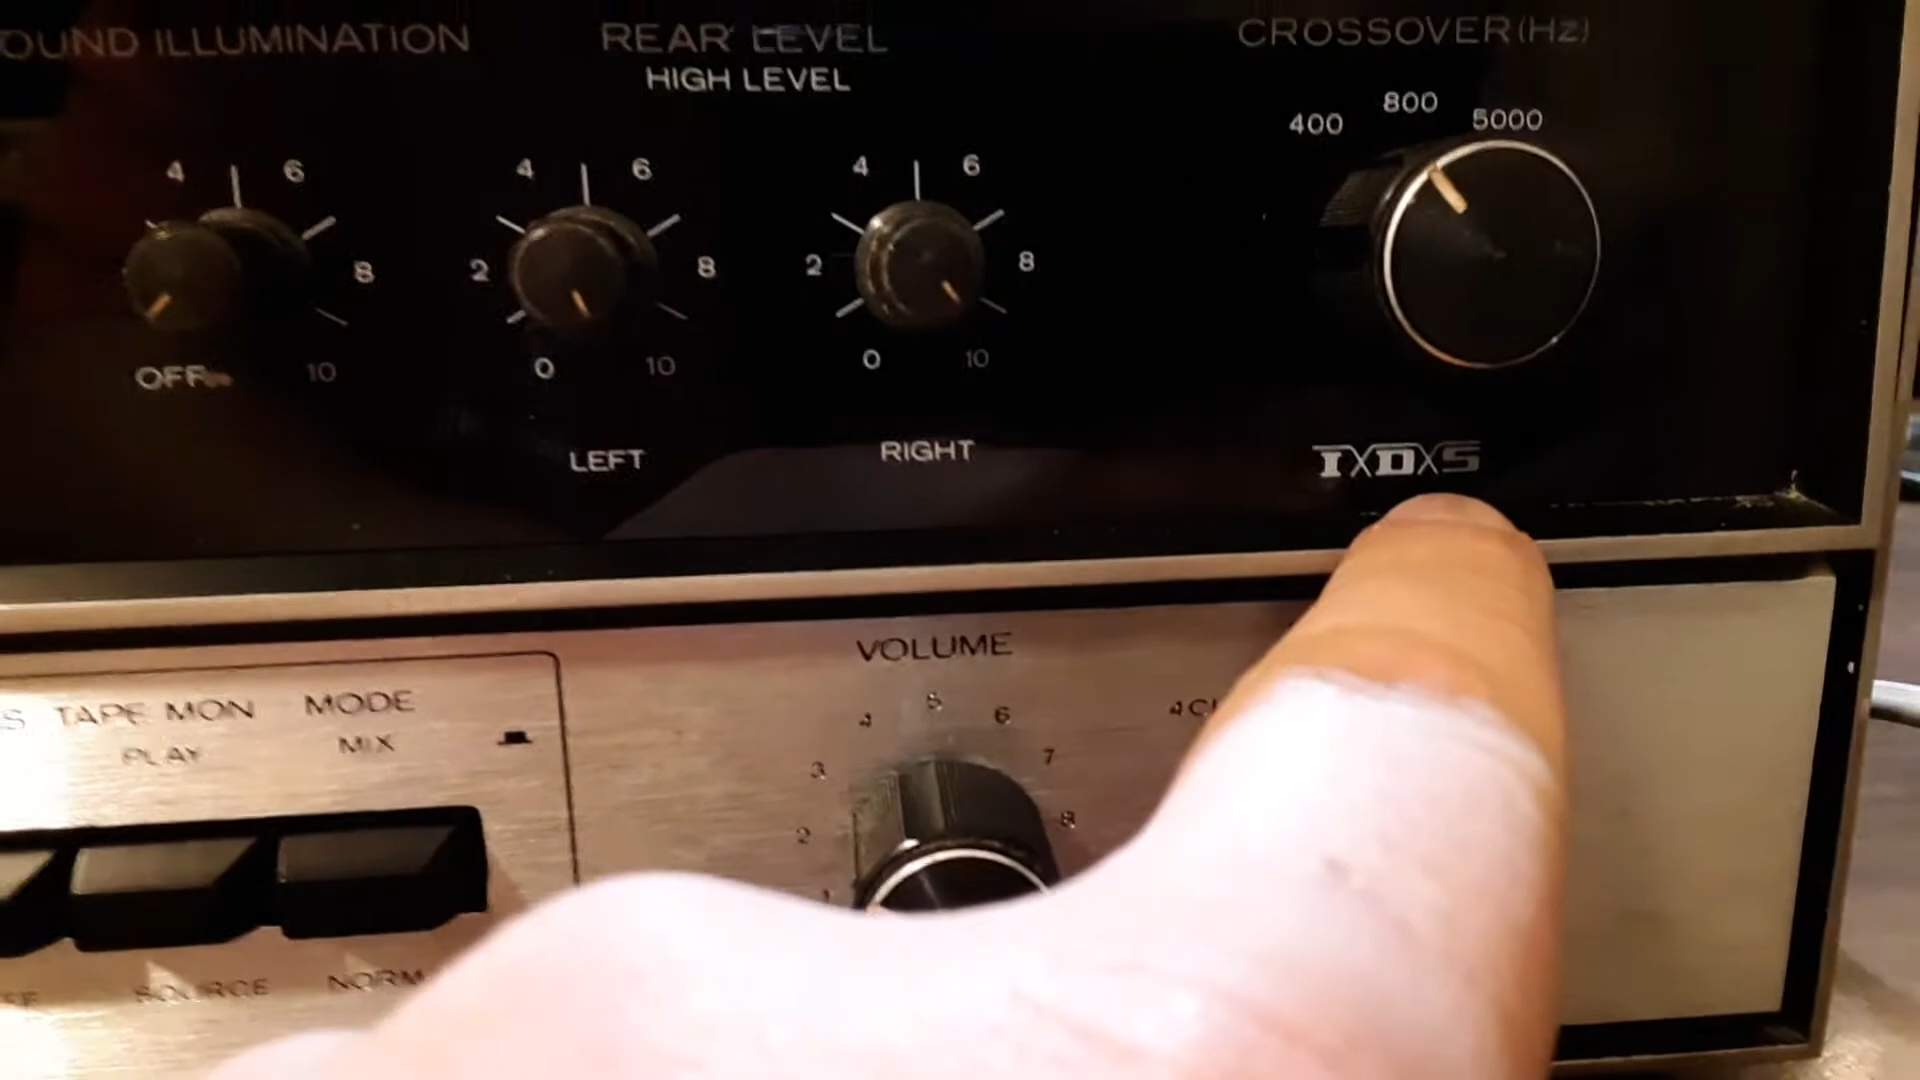 OUND ILLUMINATION
REAR LEVEL
HIGH LEVEL
CROSSOVER(Hz)
400
800
5000
4
6
8
OFF
10
4
6
2
8
0
10
LEFT
4
6
2
8
0
10
RIGHT
IXDXS
S TAPE MON MODE
PLAY MIX
SOURCE NORM
VOLUME
1
2
3
4
5
6
7
8
4C